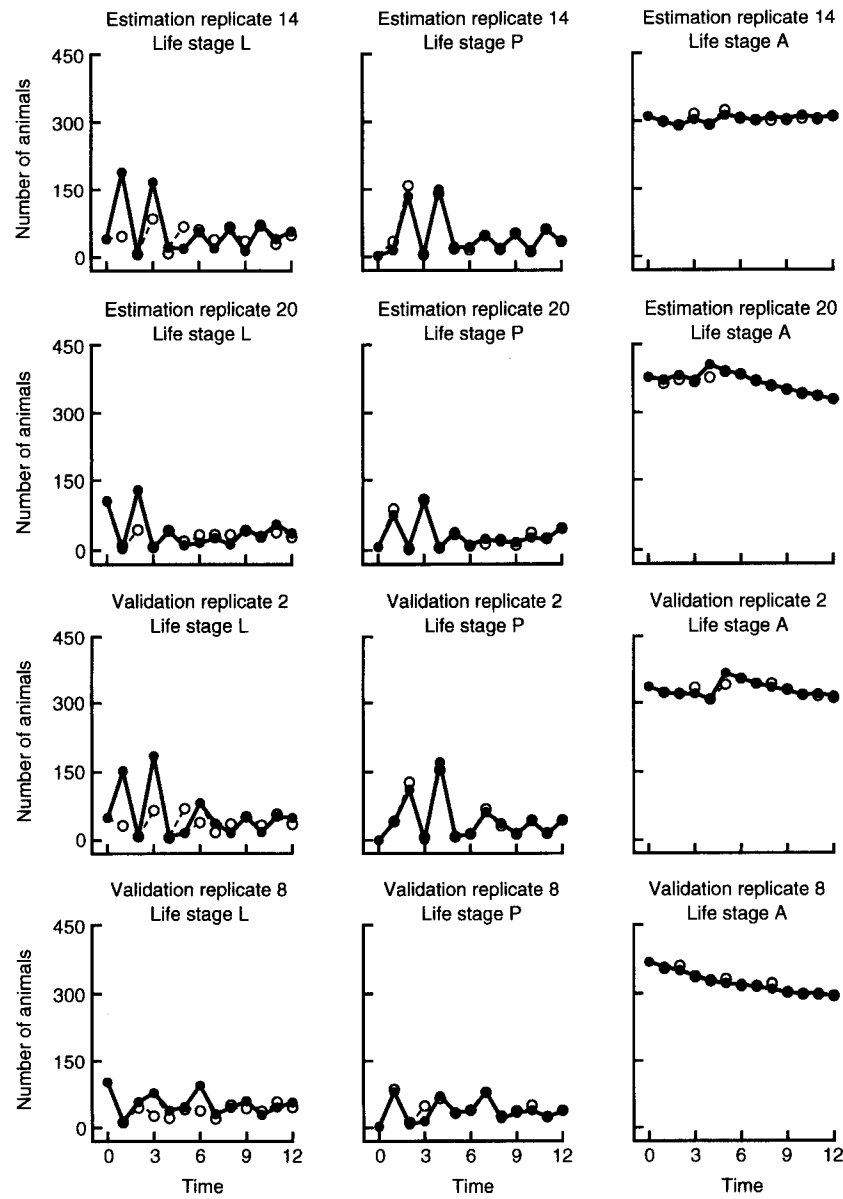 Estimation replicate 14
Life stage L
Estimation replicate 14
Life stage P
Estimation replicate 14
Life stage A
Number of animals
450
300
150
0
Estimation replicate 20
Life stage L
Estimation replicate 20
Life stage P
Estimation replicate 20
Life stage A
Number of animals
450
300
150
0
Validation replicate 2
Life stage L
Validation replicate 2
Life stage P
Validation replicate 2
Life stage A
Number of animals
450
300
150
0
Validation replicate 8
Life stage L
Validation replicate 8
Life stage P
Validation replicate 8
Life stage A
Number of animals
450
300
150
0
0 3 6 9 12
0 3 6 9 12
0 3 6 9 12
Time
Time
Time